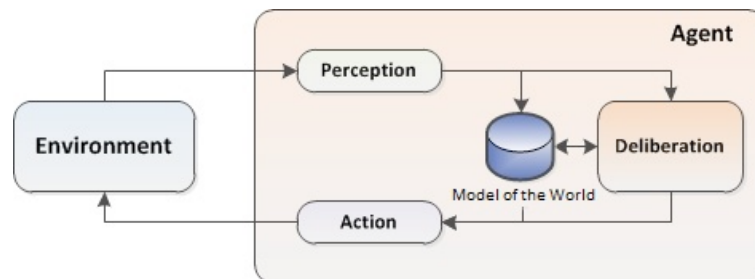 Agent
Perception
Environment
Deliberation
Model of the World
Action